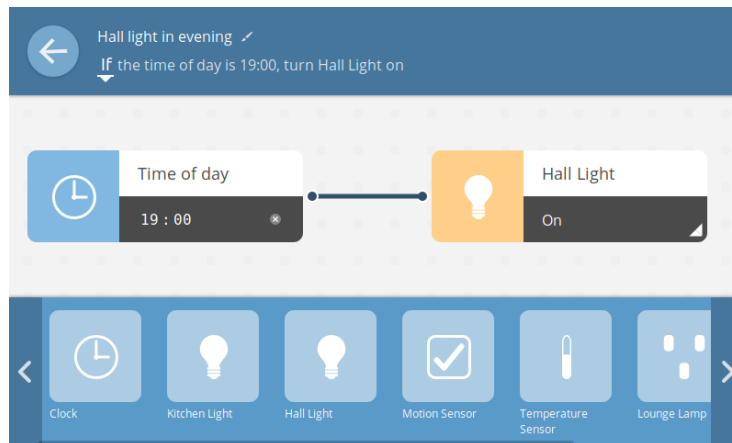 Hall light in evening
If the time of day is 19:00, turn Hall Light on
Time of day
19 : 00
Hall Light
On
Clock
Kitchen Light
Hall Light
Motion Sensor
Temperature
Sensor
Lounge Lamp